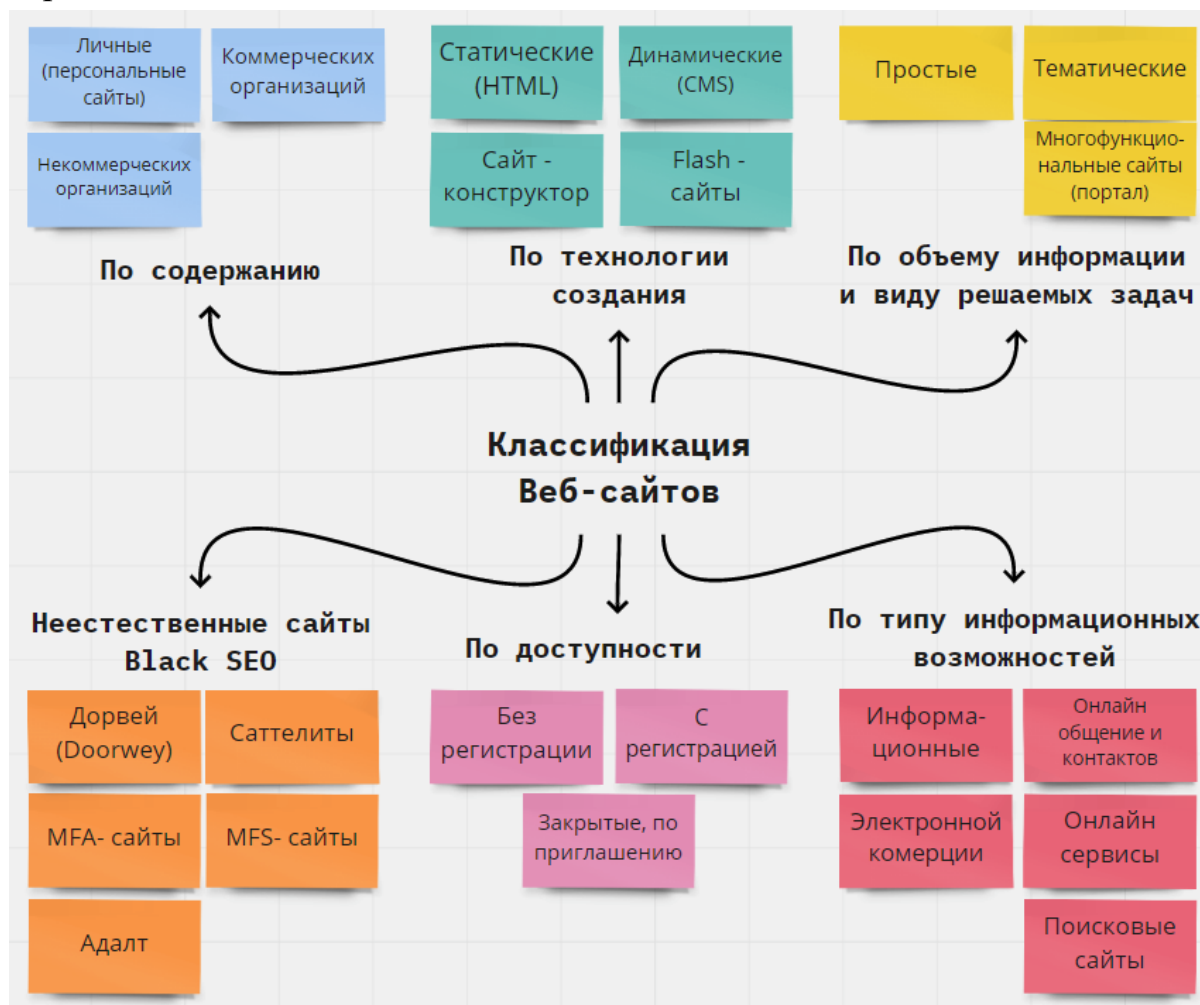 Личные
(персональные
сайты)
Коммерческих
организаций
Некоммерческих
организаций
По содержанию
Статические
(HTML)
Динамические
(CMS)
Сайт -
конструктор
Flash -
сайты
По технологии
создания
Простые
Тематические
Многофункцио-
нальные сайты
(портал)
По объему информации
и виду решаемых задач
Классификация
Веб-сайтов
Неестественные сайты
Black SEO
Дорвей
(Doorwey)
Саттелиты
MFA- сайты
MFS- сайты
Адалт
По доступности
Без
регистрации
С
регистрацией
Закрытые, по
приглашению
По типу информационных
возможностей
Информа-
ционные
Онлайн
общение и
контактов
Электронной
комерции
Онлайн
сервисы
Поисковые
сайты